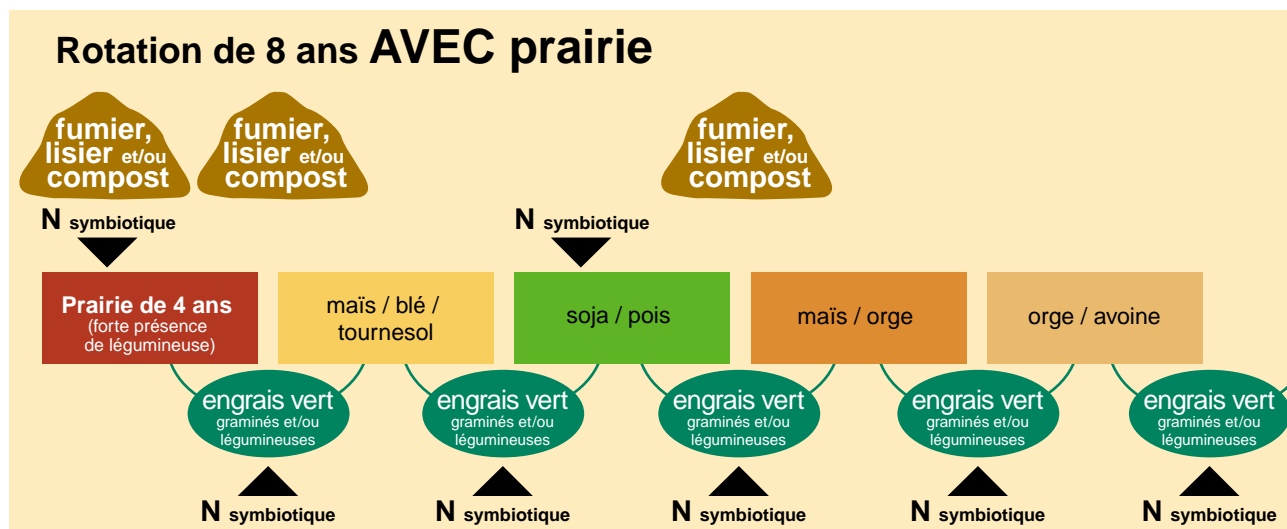 Rotation de 8 ans AVEC prairie
fumier,
lisier et/ou
compost
fumier,
lisier et/ou
compost
fumier,
lisier et/ou
compost
N symbiotique
N symbiotique
Prairie de 4 ans
(forte présence
de légumineuse)
maïs / blé /
tournesol
soja / pois
maïs / orge
orge / avoine
engrais vert
graminés et/ou
légumineuses
engrais vert
graminés et/ou
légumineuses
engrais vert
graminés et/ou
légumineuses
engrais vert
graminés et/ou
légumineuses
engrais vert
graminés et/ou
légumineuses
N symbiotique
N symbiotique
N symbiotique
N symbiotique
N symbiotique